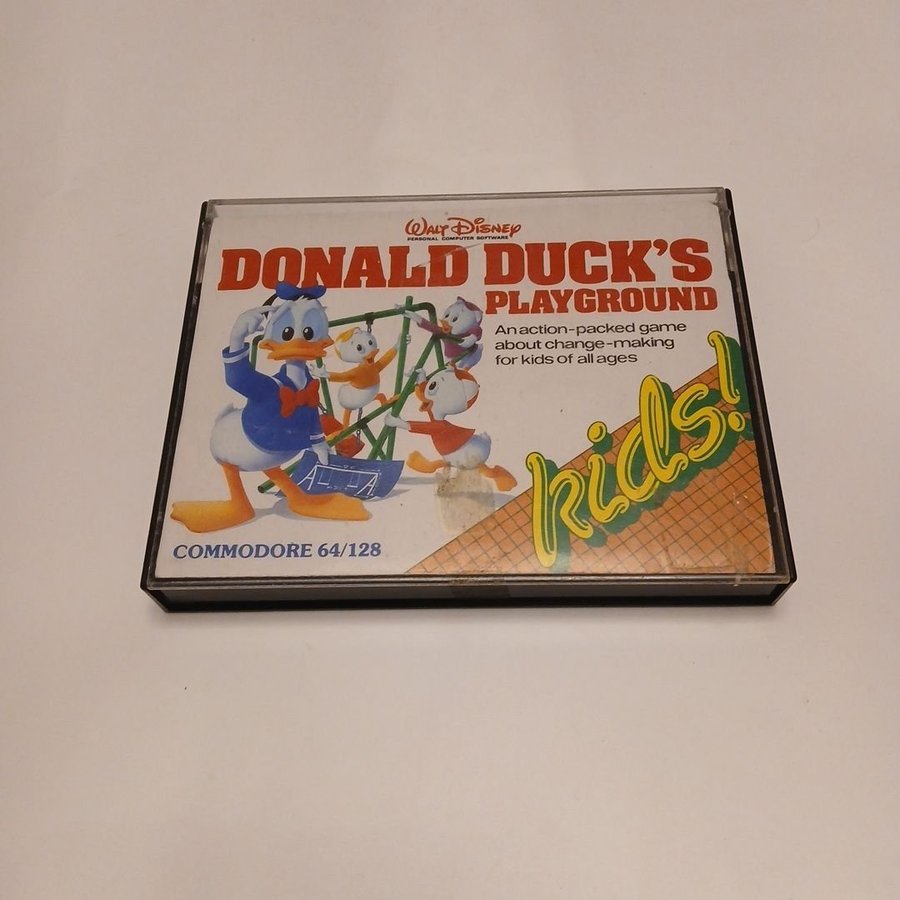 Walt Disney
PERSONAL COMPUTER SOFTWARE
DONALD DUCK'S
PLAYGROUND
An action-packed game
about change-making
for kids of all ages
kids!
COMMODORE 64/128